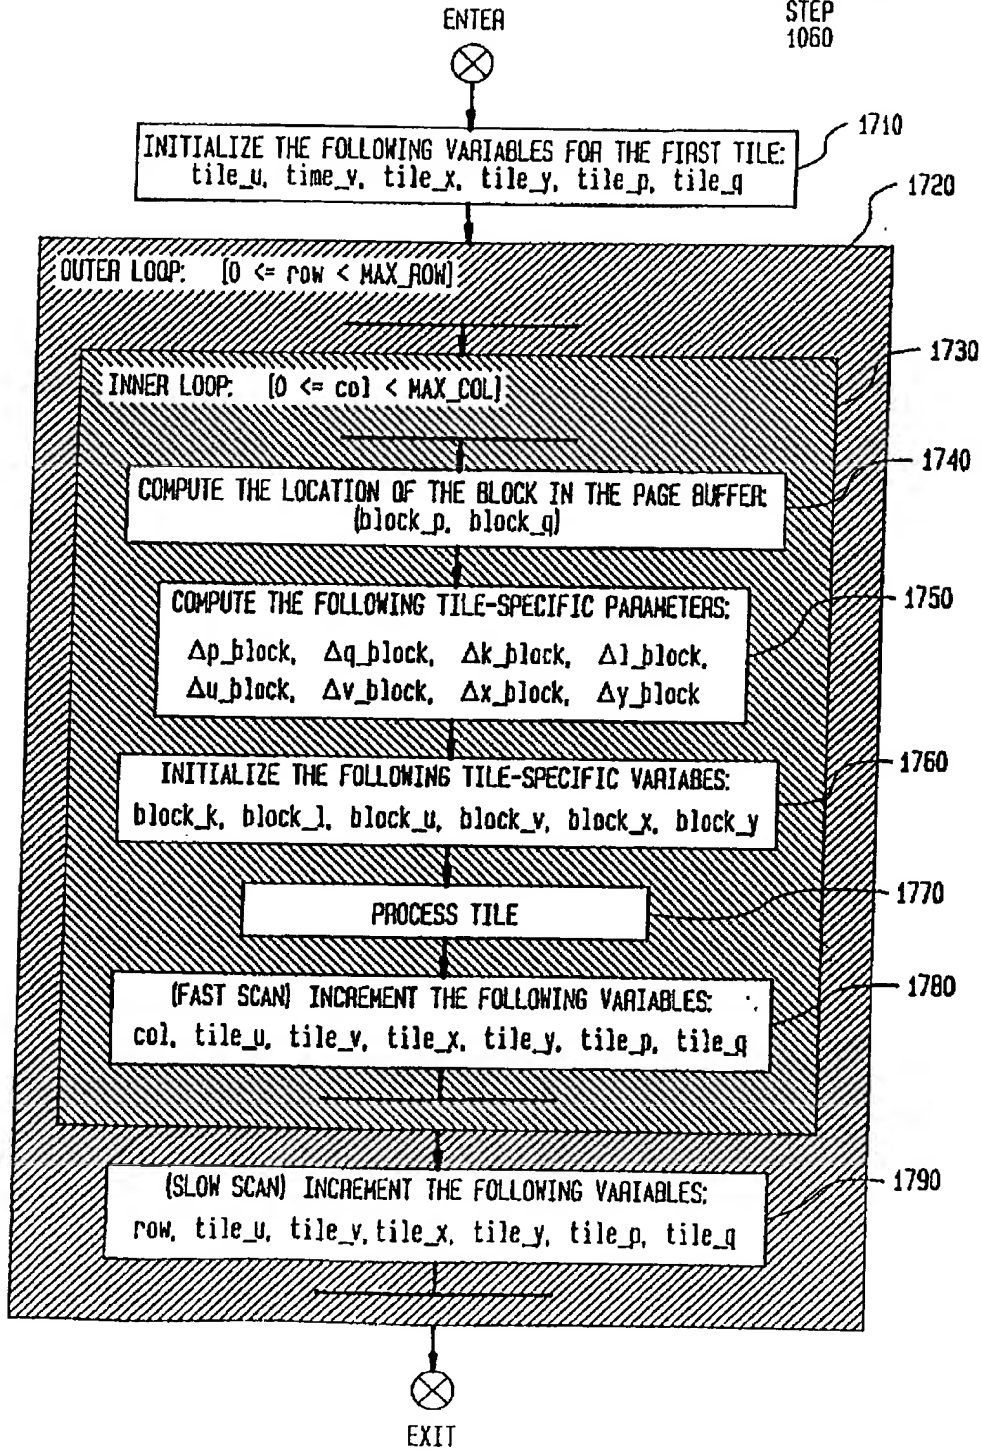 ENTER
STEP
1060
INITIALIZE THE FOLLOWING VARIABLES FOR THE FIRST TILE:
tile_u, time_v, tile_x, tile_y, tile_p, tile_q
1710
1720
OUTER LOOP: [0 <= row < MAX_ROW]
1730
INNER LOOP: [0 <= col < MAX_COL]
1740
COMPUTE THE LOCATION OF THE BLOCK IN THE PAGE BUFFER:
(block_p, block_q)
1750
COMPUTE THE FOLLOWING TILE-SPECIFIC PARAMETERS:
Δp_block, Δq_block, Δk_block, Δl_block,
Δu_block, Δv_block, Δx_block, Δy_block
1760
INITIALIZE THE FOLLOWING TILE-SPECIFIC VARIABES:
block_k, block_l, block_u, block_v, block_x, block_y
PROCESS TILE
1770
(FAST SCAN) INCREMENT THE FOLLOWING VARIABLES:
col, tile_u, tile_v, tile_x, tile_y, tile_p, tile_q
1780
(SLOW SCAN) INCREMENT THE FOLLOWING VARIABLES:
row, tile_u, tile_v, tile_x, tile_y, tile_p, tile_q
1790
EXIT